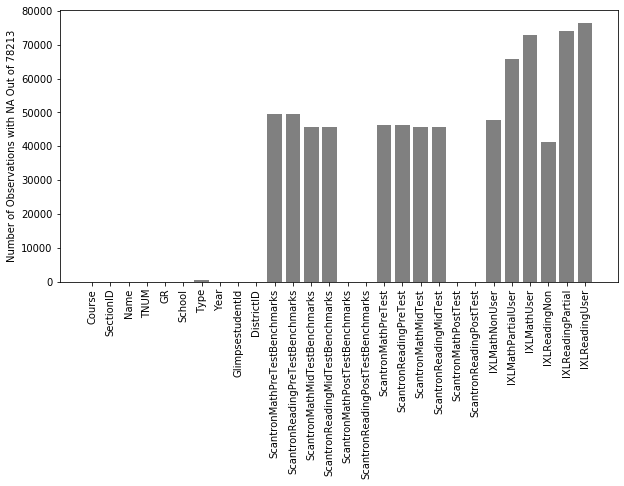 Number of Observations with NA Out of 78213
80000
70000
60000
50000
40000
30000
20000
10000
0
Course
SectionID
Name
TNUM
GR
School
Type
Year
GlimpsestudentId
DistrictID
ScantronMathPreTestBenchmarks
ScantronReadingPreTestBenchmarks
ScantronMathMidTestBenchmarks
ScantronReadingMidTestBenchmarks
ScantronMathPostTestBenchmarks
ScantronReadingPostTestBenchmarks
ScantronMathPreTest
ScantronReadingPreTest
ScantronMathMidTest
ScantronReadingMidTest
ScantronMathPostTest
ScantronReadingPostTest
IXLMathNonUser
IXLMathPartialUser
IXLMathUser
IXLReadingNon
IXLReadingPartial
IXLReadingUser